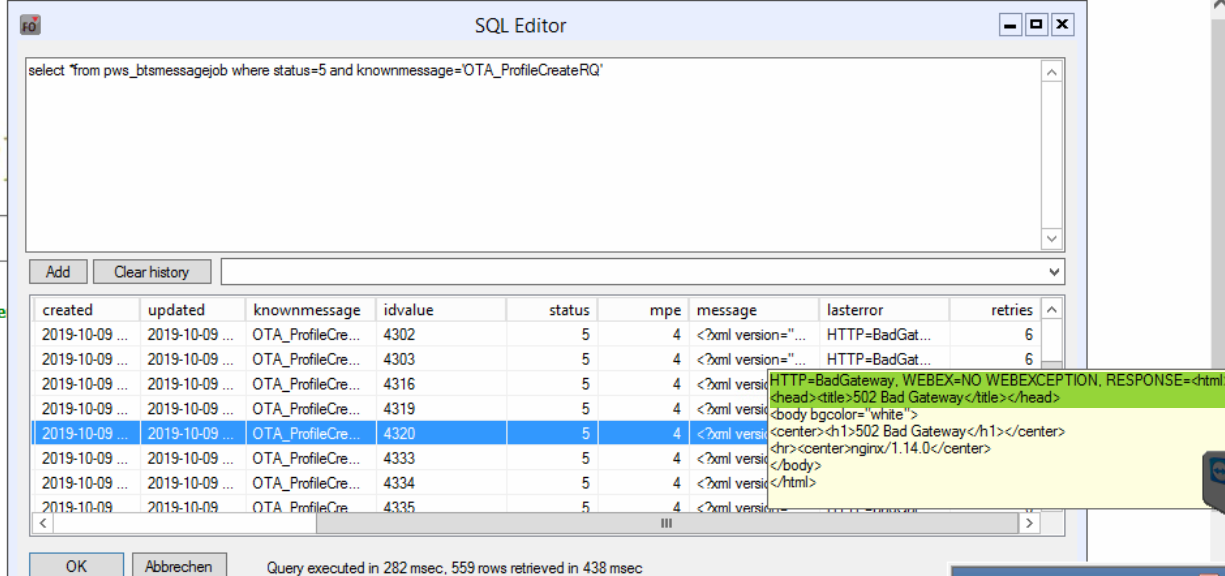 FO
SQL Editor
select *from pws_btsmessagejob where status=5 and knownmessage='OTA_ProfileCreateRQ'
Add Clear history
created updated knownmessage idvalue status mpe message lasterror retries
2019-10-09 ... 2019-10-09 ... OTA_ProfileCre... 4302 5 4 <?xml version="... HTTP=BadGat... 6
2019-10-09 ... 2019-10-09 ... OTA_ProfileCre... 4303 5 4 <?xml version="... HTTP=BadGat... 6
2019-10-09 ... 2019-10-09 ... OTA_ProfileCre... 4316 5 4 <?xml versio
2019-10-09 ... 2019-10-09 ... OTA_ProfileCre... 4319 5 4 <?xml versio
2019-10-09 ... 2019-10-09 ... OTA_ProfileCre... 4320 5 4 <?xml versio
2019-10-09 ... 2019-10-09 ... OTA_ProfileCre... 4333 5 4 <?xml versio
2019-10-09 ... 2019-10-09 ... OTA_ProfileCre... 4334 5 4 <?xml versio
2019-10-09 2019-10-09 OTA_ProfileCre 4335 5 4 <?xml version=
HTTP=BadGateway, WEBEX=NO WEBEXCEPTION, RESPONSE=<html>
<head><title>502 Bad Gateway</title></head>
<body bgcolor="white">
<center><h1>502 Bad Gateway</h1></center>
<hr><center>nginx/1.14.0</center>
</body>
</html>
OK Abbrechen Query executed in 282 msec, 559 rows retrieved in 438 msec